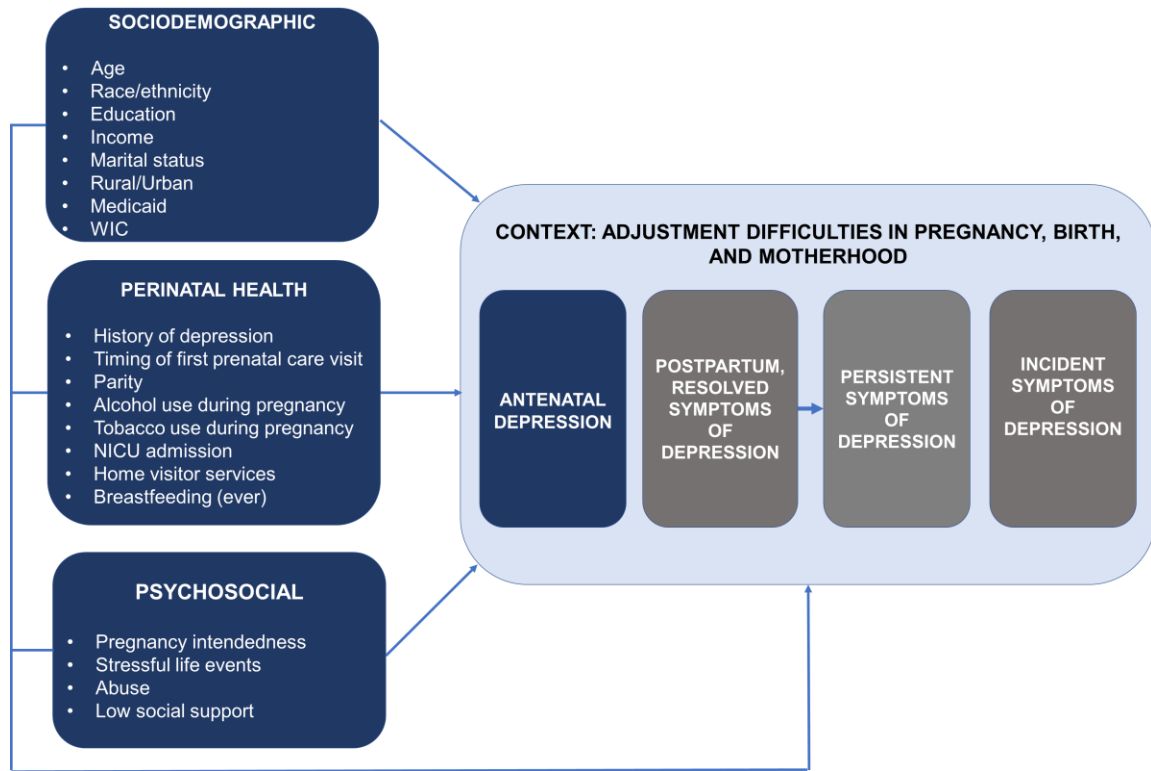 SOCIODEMOGRAPHIC
• Age
• Race/ethnicity
• Education
• Income
• Marital status
• Rural/Urban
• Medicaid
• WIC
PERINATAL HEALTH
• History of depression
• Timing of first prenatal care visit
• Parity
• Alcohol use during pregnancy
• Tobacco use during pregnancy
• NICU admission
• Home visitor services
• Breastfeeding (ever)
PSYCHOSOCIAL
• Pregnancy intendedness
• Stressful life events
• Abuse
• Low social support
CONTEXT: ADJUSTMENT DIFFICULTIES IN PREGNANCY, BIRTH,
AND MOTHERHOOD
ANTENATAL
DEPRESSION
POSTPARTUM,
RESOLVED
SYMPTOMS
OF
DEPRESSION
PERSISTENT
SYMPTOMS
OF
DEPRESSION
INCIDENT
SYMPTOMS
OF
DEPRESSION